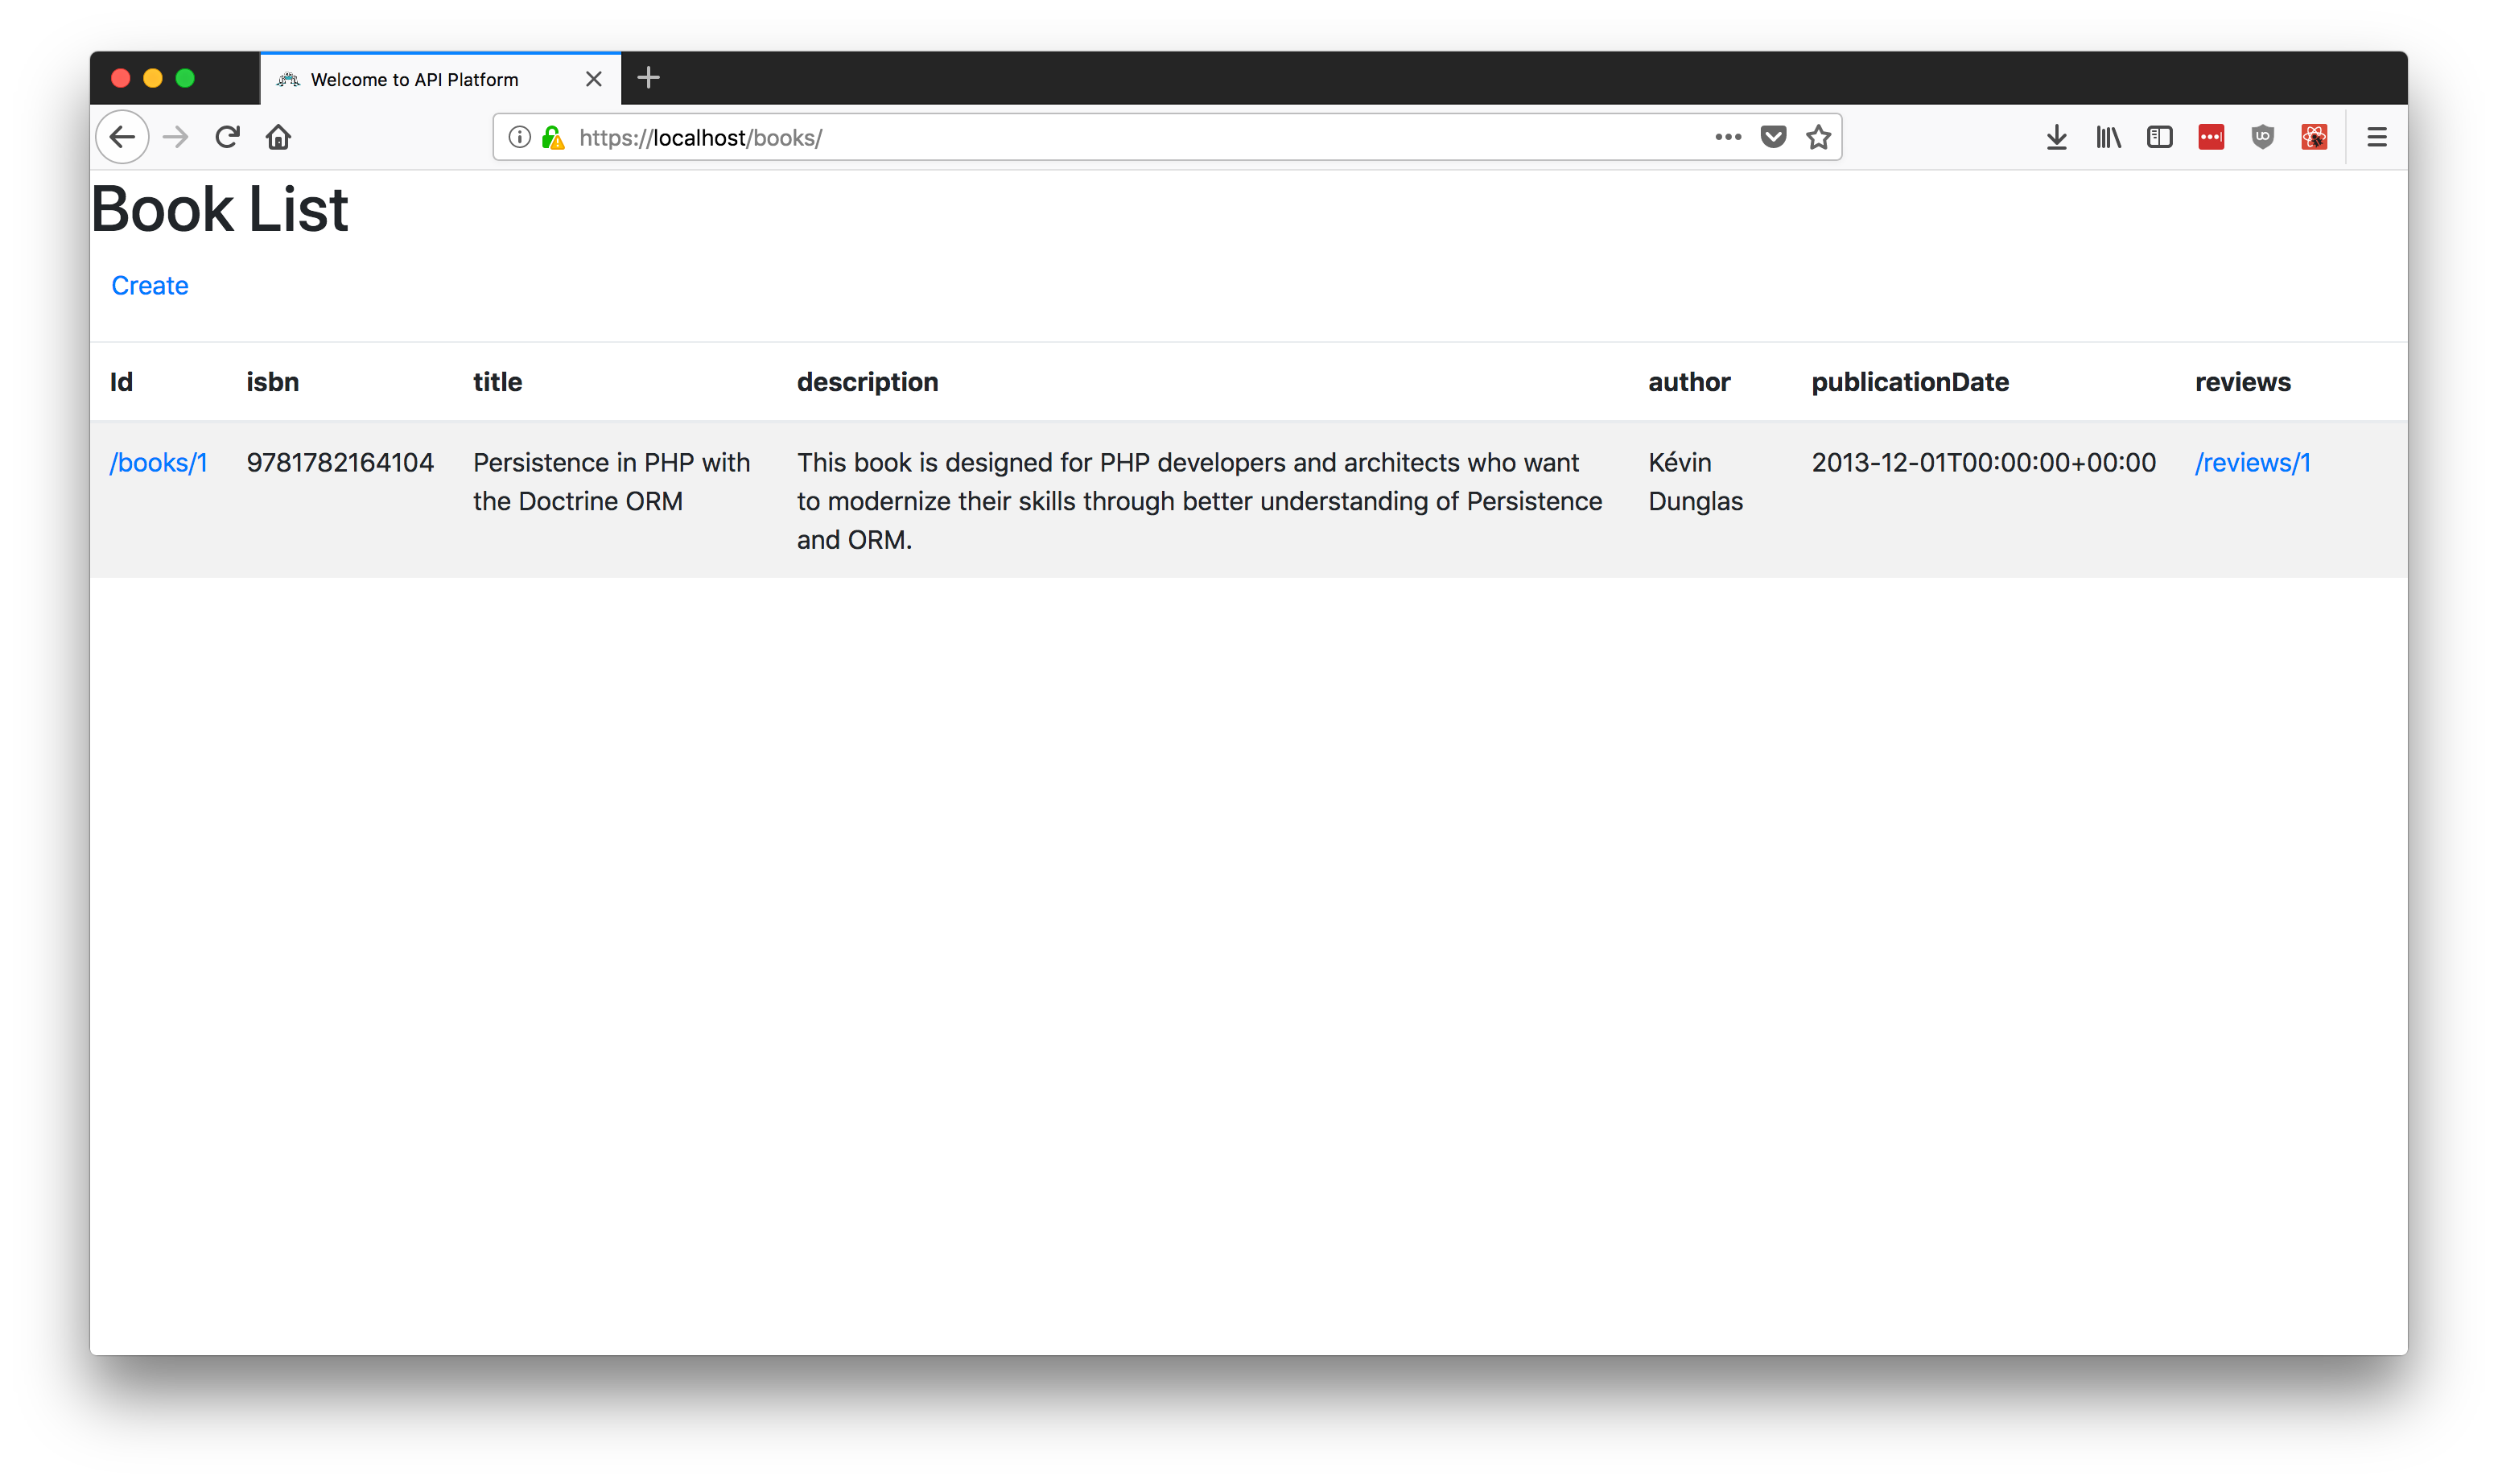 Welcome to API Platform
https://localhost/books/
Book List
Create
Id isbn title description author publicationDate reviews
/books/1 9781782164104 Persistence in PHP with This book is designed for PHP developers and architects who want Kévin 2013-12-01T00:00:00+00:00 /reviews/1
the Doctrine ORM to modernize their skills through better understanding of Persistence Dunglas
and ORM.